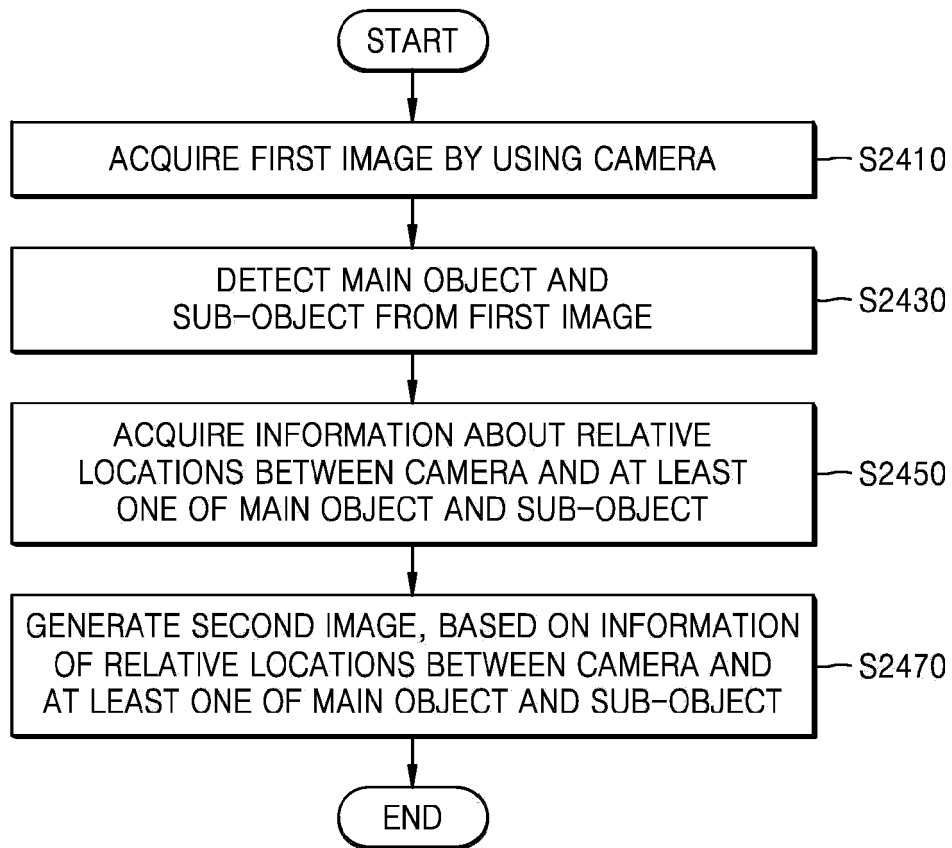 START
ACQUIRE FIRST IMAGE BY USING CAMERA
S2410
DETECT MAIN OBJECT AND
SUB-OBJECT FROM FIRST IMAGE
S2430
ACQUIRE INFORMATION ABOUT RELATIVE
LOCATIONS BETWEEN CAMERA AND AT LEAST
ONE OF MAIN OBJECT AND SUB-OBJECT
S2450
GENERATE SECOND IMAGE, BASED ON INFORMATION
OF RELATIVE LOCATIONS BETWEEN CAMERA AND
AT LEAST ONE OF MAIN OBJECT AND SUB-OBJECT
S2470
END